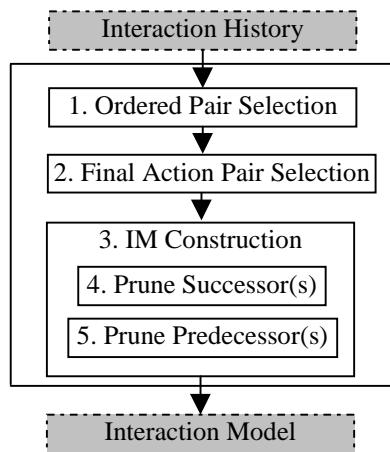 Interaction History
1. Ordered Pair Selection
2. Final Action Pair Selection
3. IM Construction
4. Prune Successor(s)
5. Prune Predecessor(s)
Interaction Model